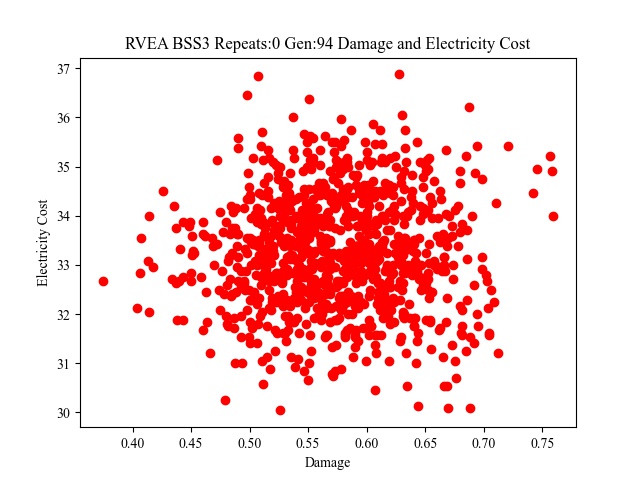 RVEA BSS3 Repeats:0 Gen:94 Damage and Electricity Cost
37
36
35
34
33
32
31
30
Electricity Cost
0.40 0.45 0.50 0.55 0.60 0.65 0.70 0.75
Damage